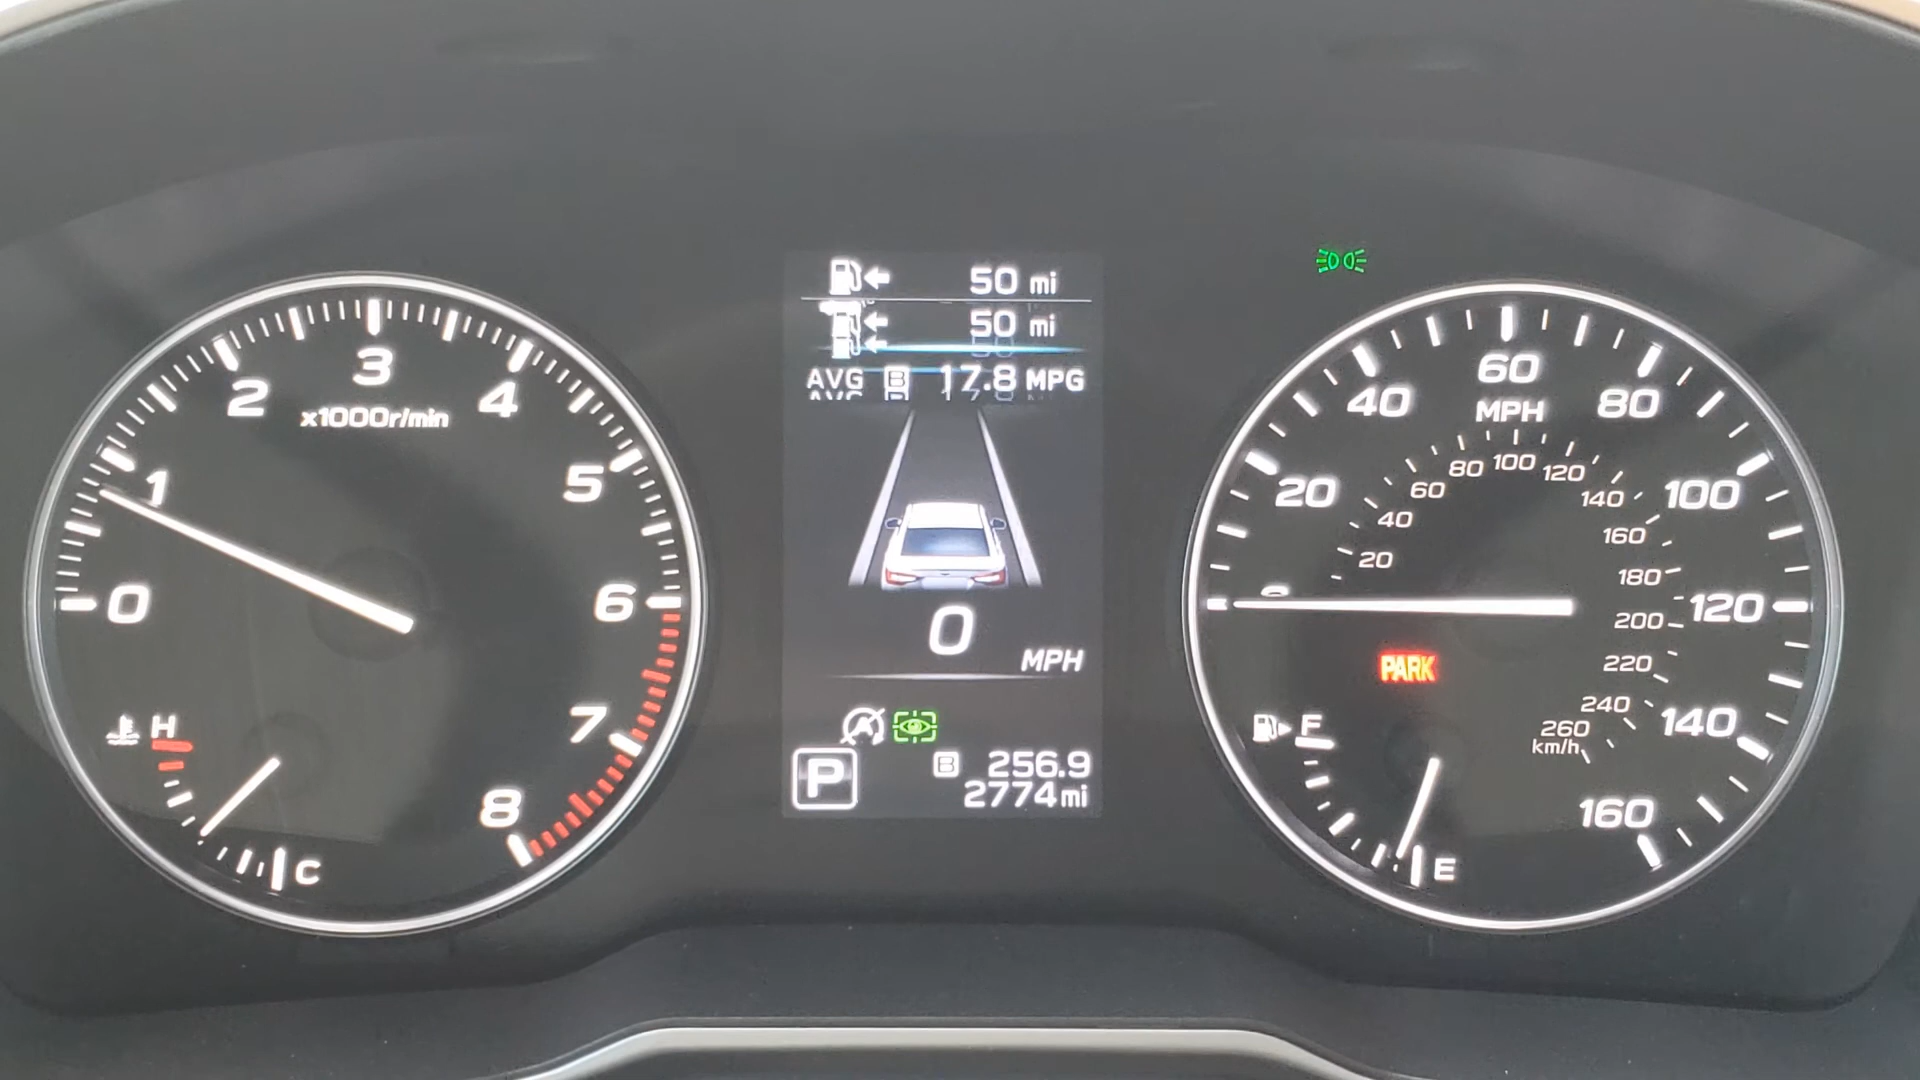 0
1
2
3
4
5
6
7
8
x1000r/min
H
C
50 mi
50 mi
AVG B 17.8 MPG
0
MPH
P
B 256.9
2774mi
20
40
60
80
100
120
140
160
MPH
20
40
60
80
100
120
140
160
180
200
220
240
260
km/h
PARK
F
E